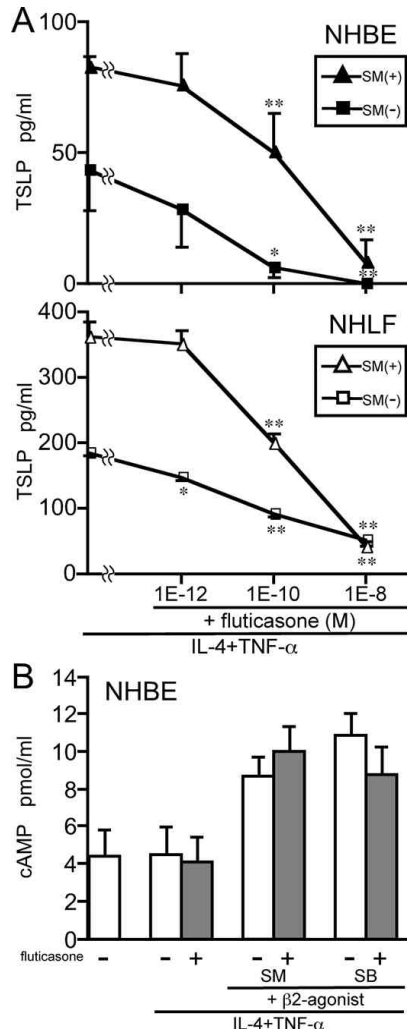 A
NHBE
SM(+)
SM(-)
TSLP pg/ml
100
50
0
**
*
**
**
NHLF
SM(+)
SM(-)
TSLP pg/ml
400
300
200
100
0
**
*
**
**
**
1E-12 1E-10 1E-8
+ fluticasone (M)
IL-4+TNF-α
B
NHBE
cAMP pmol/ml
14
12
10
8
6
4
2
0
fluticasone - - + - + - +
SM SB
+ β2-agonist
IL-4+TNF-α